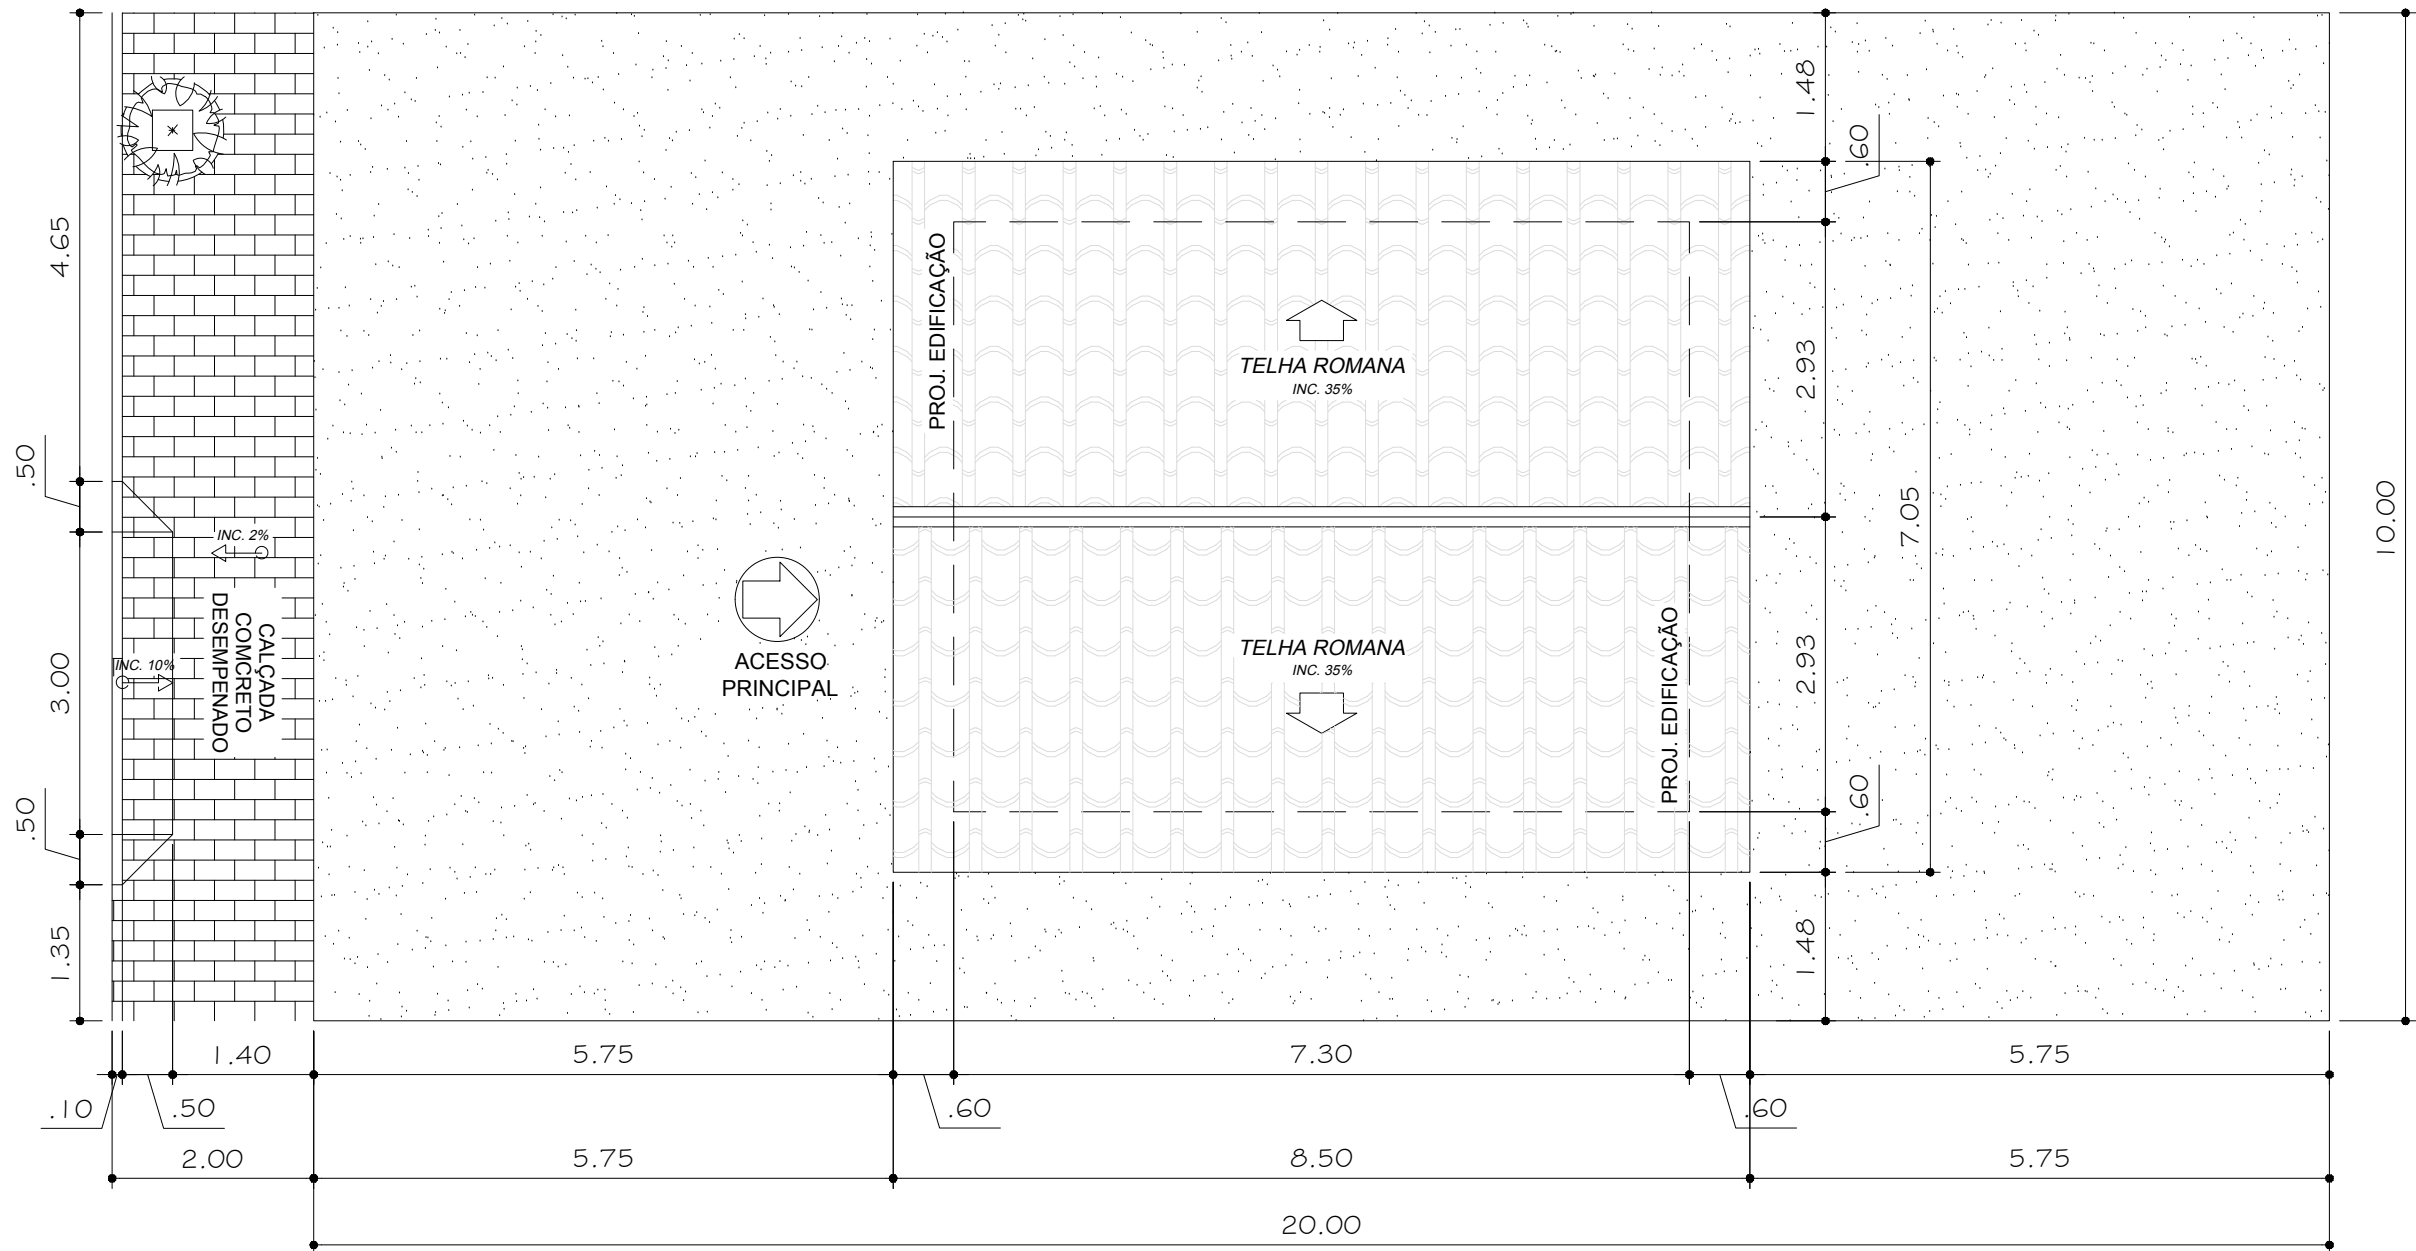 1.48
.60
4.65
PROJ. EDIFICAÇÃO
TELHA ROMANA
INC. 35%
2.93
.50
7.05
10.00
INC. 2%
CALÇADA
COMCRETO
DESEMPENADO
INC. 10%
3.00
ACESSO
PRINCIPAL
TELHA ROMANA
INC. 35%
PROJ. EDIFICAÇÃO
2.93
.50
.60
1.35
1.48
1.40
5.75
7.30
5.75
.10
.50
.60
.60
2.00
5.75
8.50
5.75
20.00